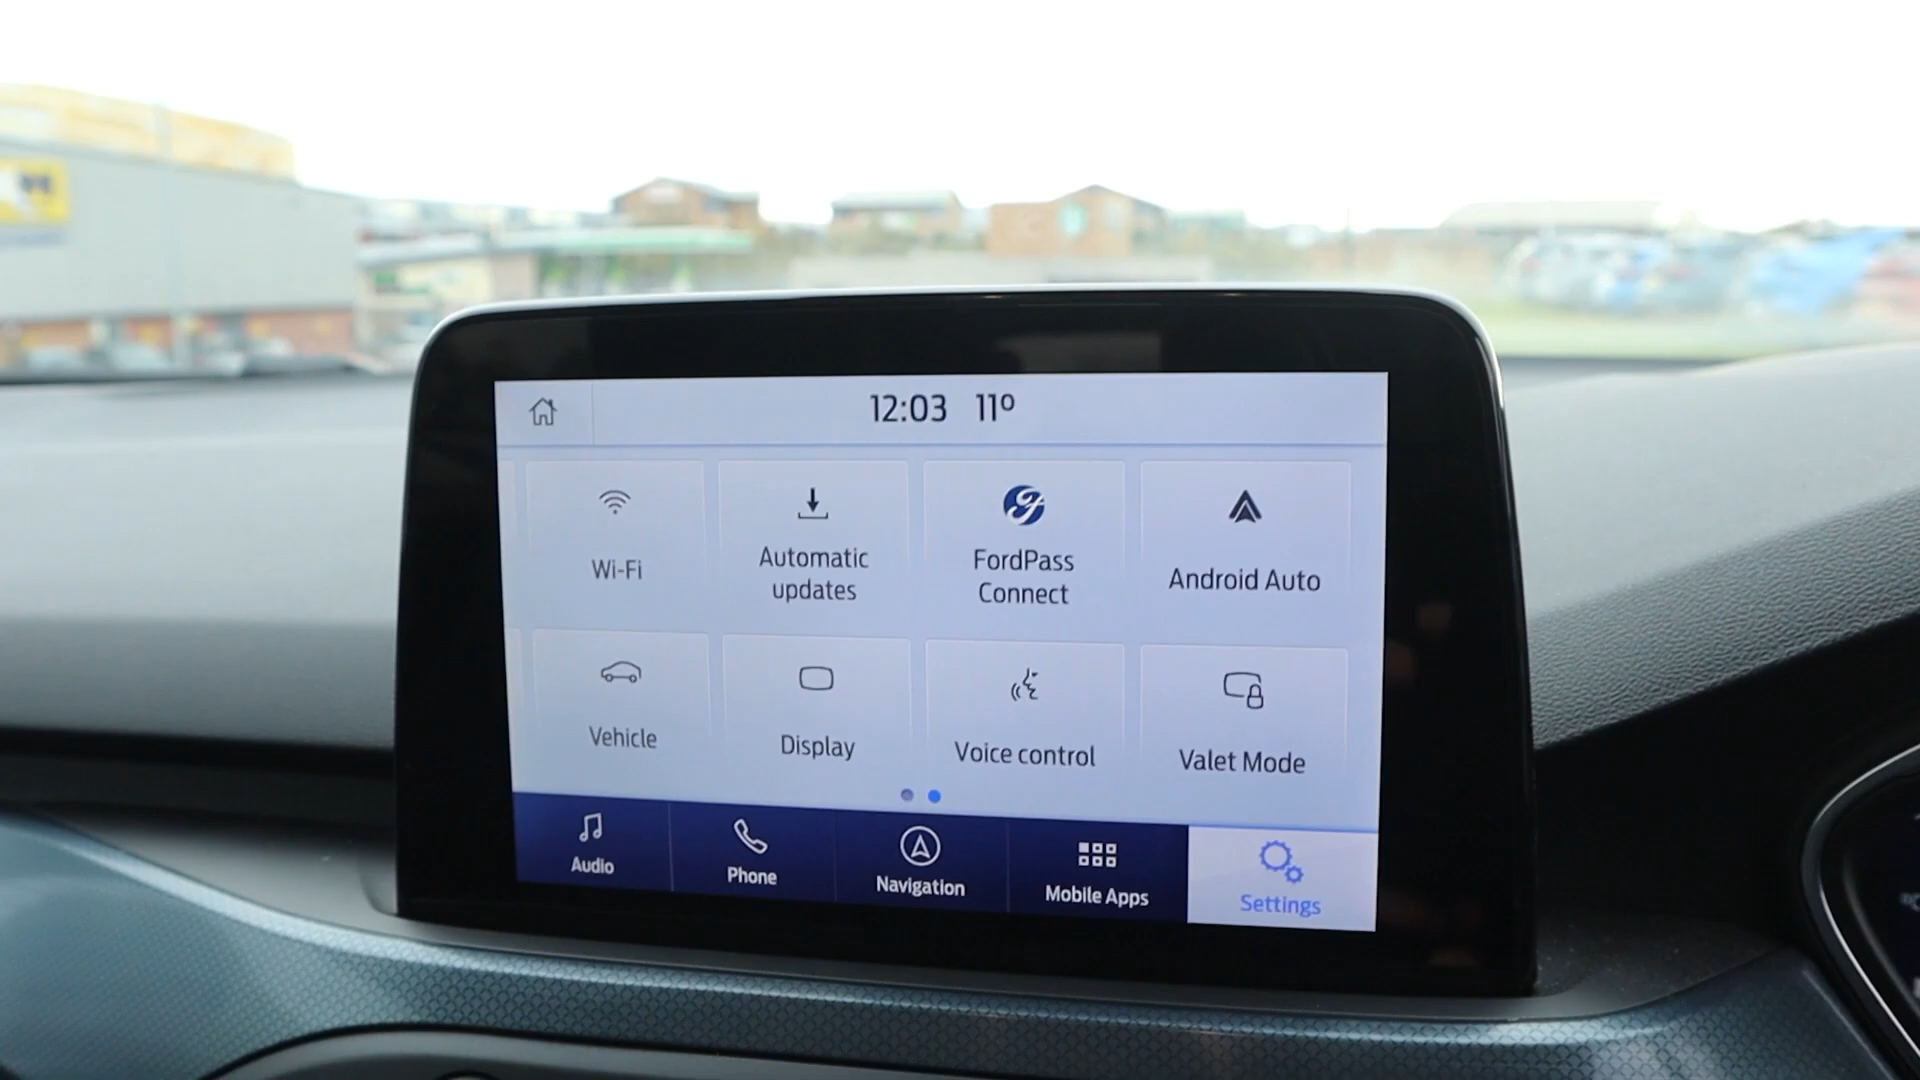 12:03 11°
Wi-Fi
Automatic
updates
FordPass
Connect
Android Auto
Vehicle
Display
Voice control
Valet Mode
Audio
Phone
Navigation
Mobile Apps
Settings